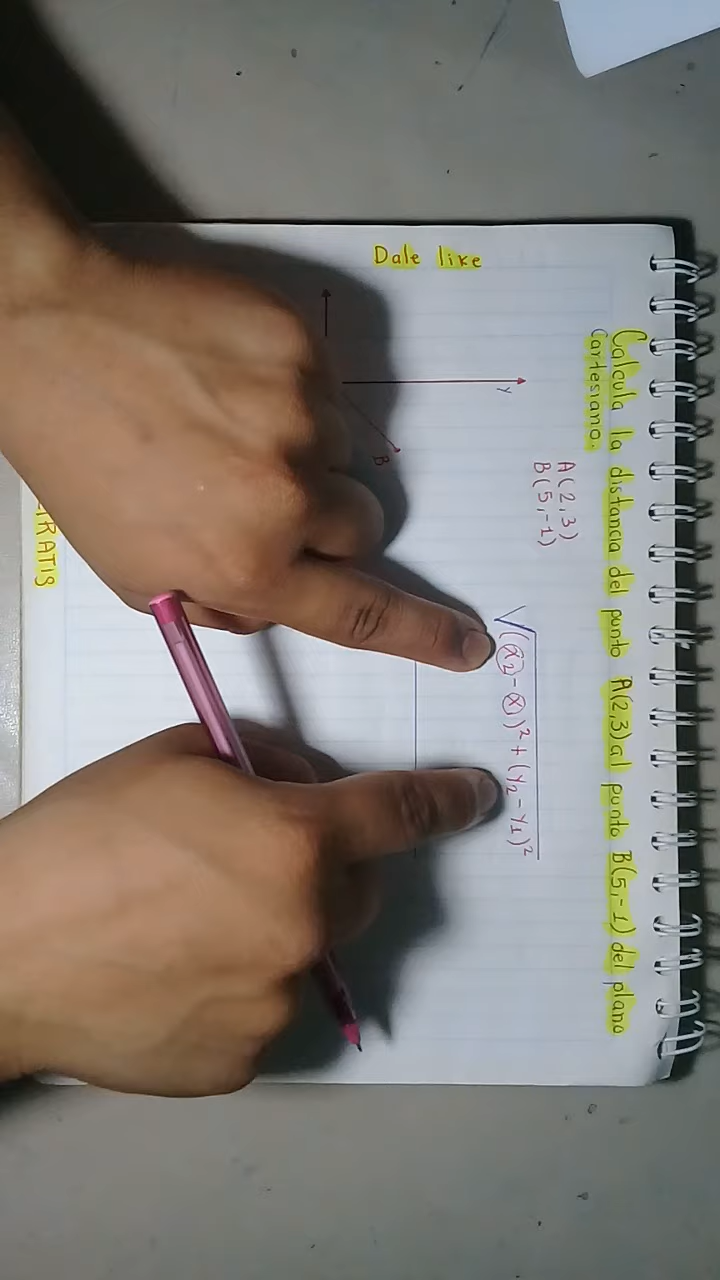 Calcula la distancia del punto A(2,3) al punto B(5,-1) del plano
Cartesiano.
A(2,3)
B(5,-1)
√(x₂-x₁)²+(y₂-y₁)²
Dale like
Y
B